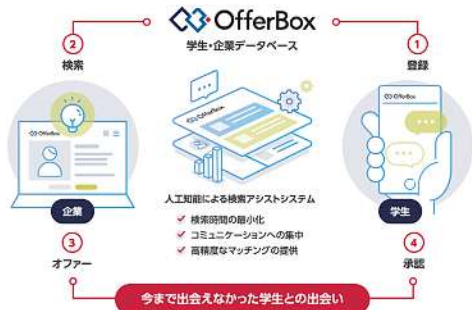 OfferBox
学生・企業データベース
②
検索
①
登録
OfferBox
OfferBox
OfferBox
企業
学生
人工知能による検索アシストシステム
検索時間の最小化
コミュニケーションへの集中
高精度なマッチングの提供
③
オファー
④
承認
今まで出会えなかった学生との出会い